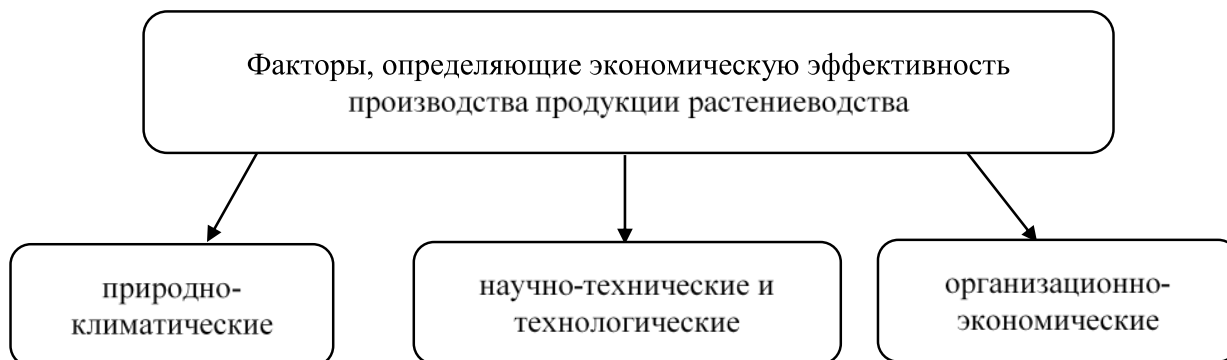 Факторы, определяющие экономическую эффективность
производства продукции растениеводства
природно-
климатические
научно-технические и
технологические
организационно-
экономические